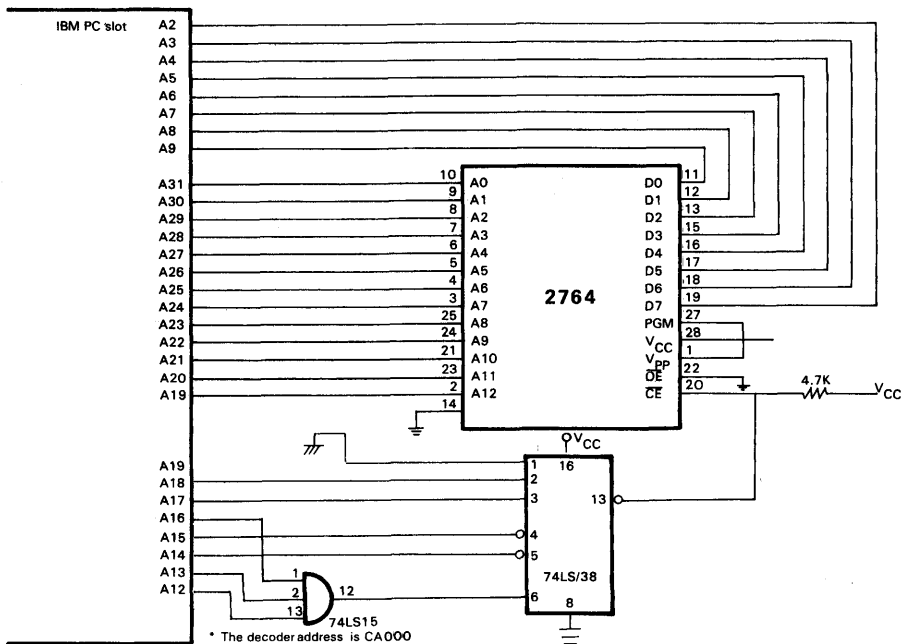 IBM PC slot
A2
A3
A4
A5
A6
A7
A8
A9
A31 10 A0 D0 11
A30 9 A1 D1 12
A29 8 A2 D2 13
A28 7 A3 D3 15
A27 6 A4 D4 16
A26 5 A5 D5 17
A25 4 A6 D6 18
A24 3 A7 D7 19
A23 25 A8 PGM 27
A22 24 A9 VCC 28
A21 21 A10 VPP 1
A20 23 A11 OE 22
A19 2 A12 CE 20
14
2764
4.7K
VCC
VCC
A19 1 16
A18 2
A17 3 13
A16
A15 4
A14 5
A13
A12
1
2
13
12
74LS15
6
74LS/38
8
* The decoder address is CA000